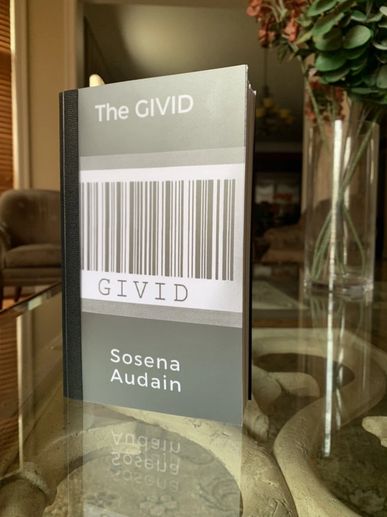 The GIVID
GIVID
Sosena
Audain